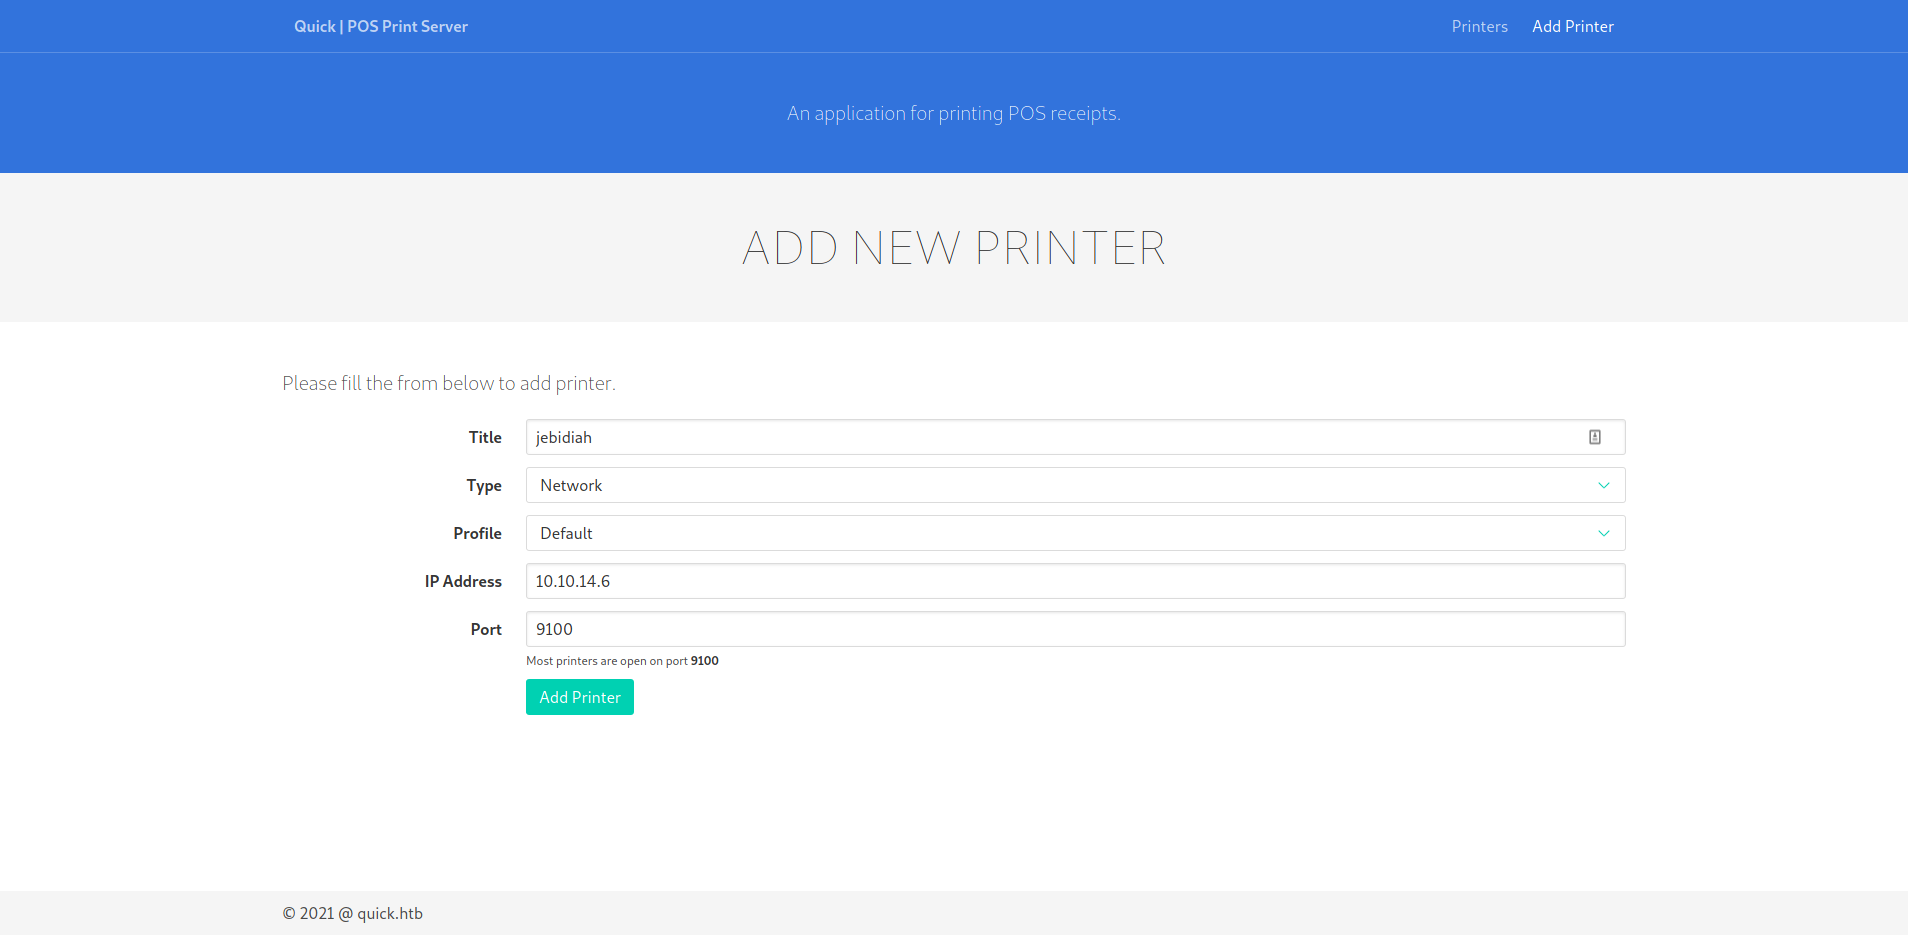 Quick | POS Print Server
Printers
Add Printer
An application for printing POS receipts.
ADD NEW PRINTER
Please fill the from below to add printer.
Title
jebidiah
Type
Network
Profile
Default
IP Address
10.10.14.6
Port
9100
Most printers are open on port 9100
Add Printer
© 2021 @ quick.htb